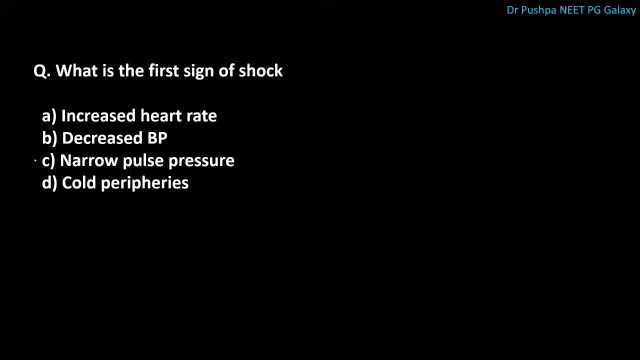 Dr Pushpa NEET PG Galaxy
Q. What is the first sign of shock
a) Increased heart rate
b) Decreased BP
c) Narrow pulse pressure
d) Cold peripheries